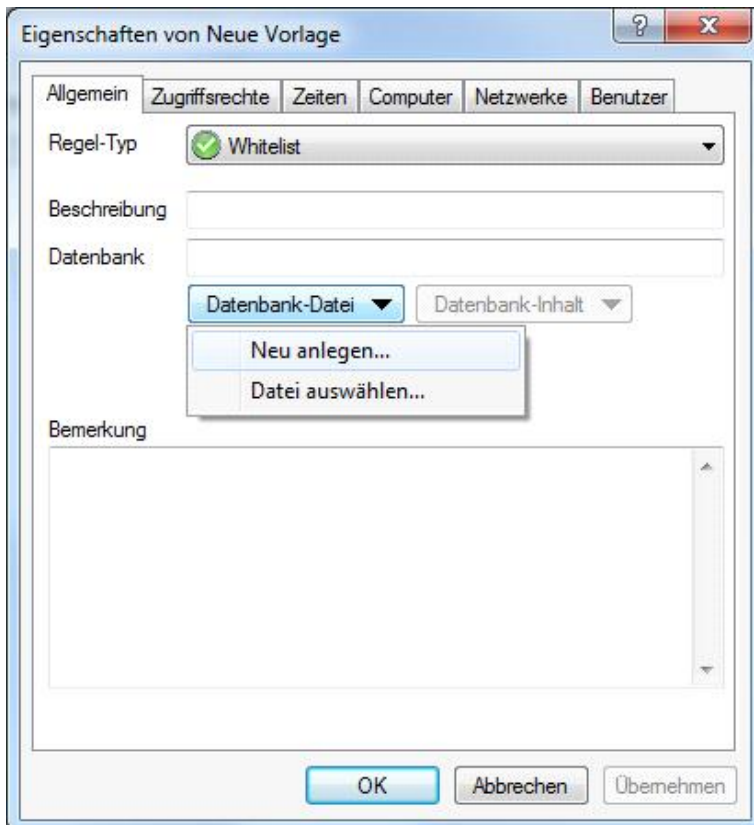 Eigenschaften von Neue Vorlage
Allgemein Zugriffsrechte Zeiten Computer Netzwerke Benutzer
Regel-Typ Whitelist
Beschreibung
Datenbank
Datenbank-Datei Datenbank-Inhalt
Neu anlegen...
Datei auswählen...
Bemerkung
OK Abbrechen Übernehmen